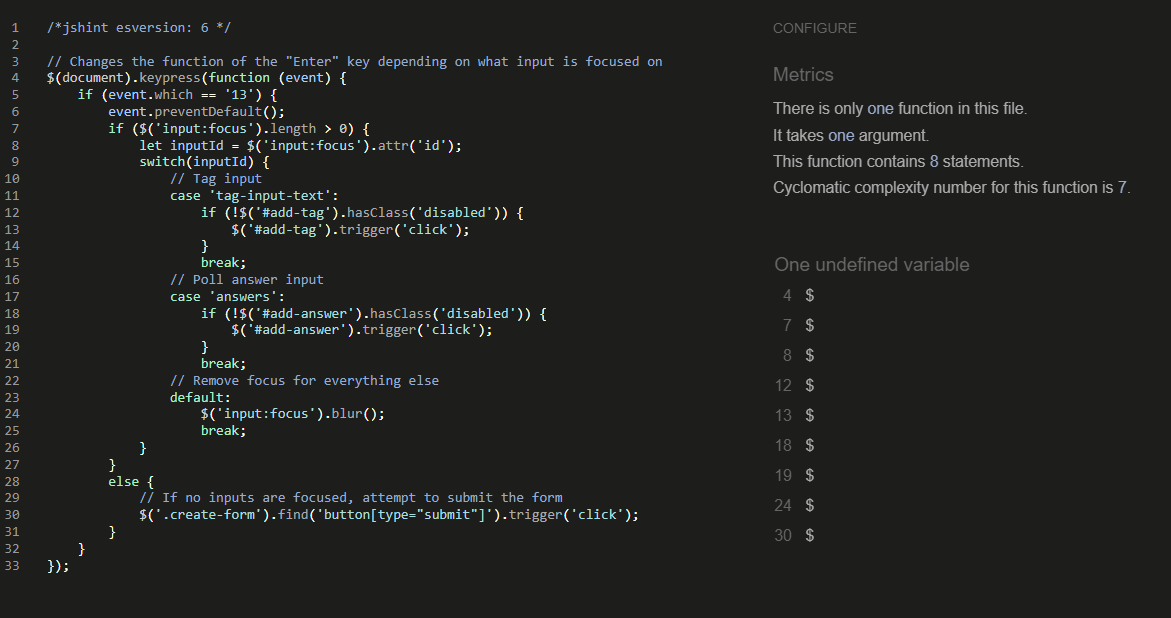 1 /*jshint esversion: 6 */
2
3 // Changes the function of the "Enter" key depending on what input is focused on
4 $(document).keypress(function (event) {
5     if (event.which == '13') {
6         event.preventDefault();
7         if ($('input:focus').length > 0) {
8             let inputId = $('input:focus').attr('id');
9             switch(inputId) {
10                 // Tag input
11                 case 'tag-input-text':
12                     if (!$('#add-tag').hasClass('disabled')) {
13                         $('#add-tag').trigger('click');
14                     }
15                     break;
16                 // Poll answer input
17                 case 'answers':
18                     if (!$('#add-answer').hasClass('disabled')) {
19                         $('#add-answer').trigger('click');
20                     }
21                     break;
22                 // Remove focus for everything else
23                 default:
24                     $('input:focus').blur();
25                     break;
26             }
27         }
28         else {
29             // If no inputs are focused, attempt to submit the form
30             $('.create-form').find('button[type="submit"]').trigger('click');
31         }
32     }
33 });
CONFIGURE
Metrics
There is only one function in this file.
It takes one argument.
This function contains 8 statements.
Cyclomatic complexity number for this function is 7.
One undefined variable
4 $
7 $
8 $
12 $
13 $
18 $
19 $
24 $
30 $